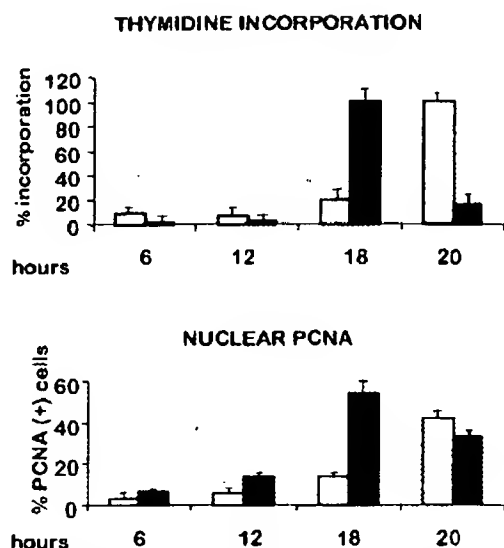 THYMIDINE INCORPORATION
% incorporation
120
100
80
60
40
20
0
hours 6 12 18 20
NUCLEAR PCNA
% PCNA (+) cells
60
40
20
0
hours 6 12 18 20